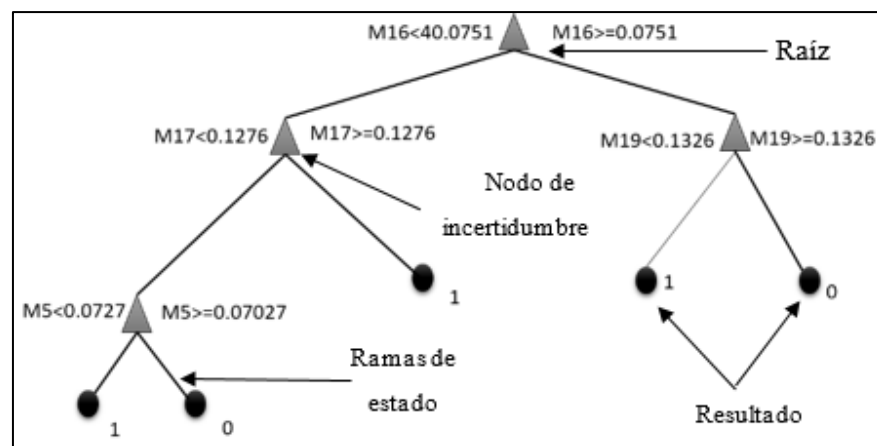 M16<40.0751 M16>=0.0751
Raíz
M17<0.1276 M17>=0.1276
M19<0.1326 M19>=0.1326
Nodo de
incertidumbre
1
1
0
M5<0.0727 M5>=0.07027
Ramas de
estado
1
0
Resultado